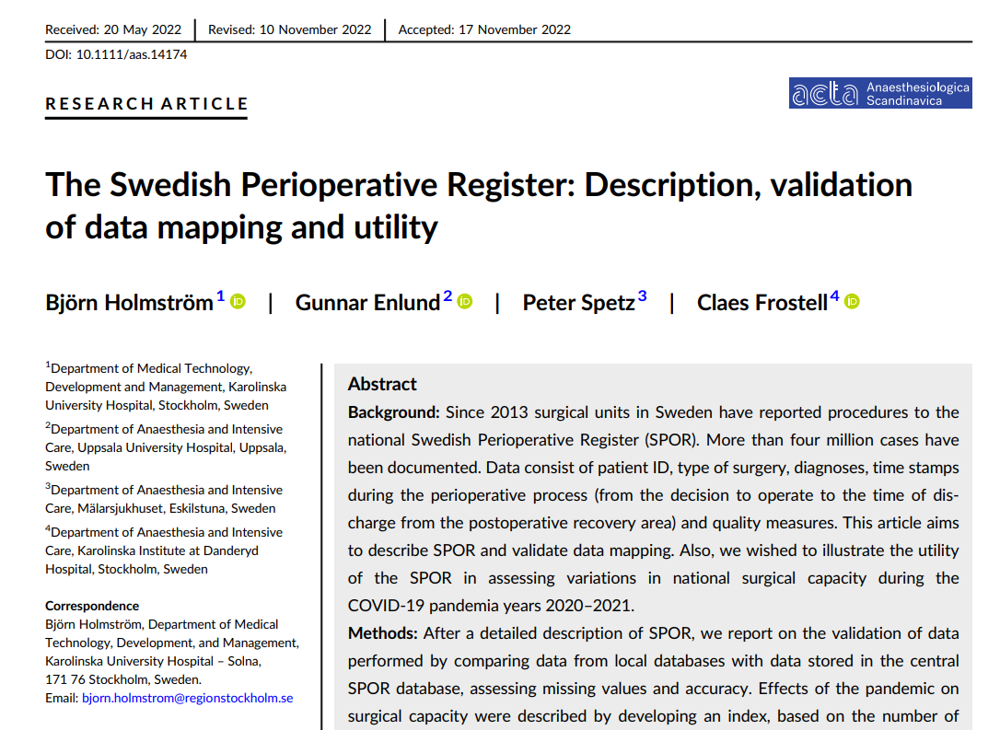 Received: 20 May 2022 | Revised: 10 November 2022 | Accepted: 17 November 2022
DOI: 10.1111/aas.14174
RESEARCH ARTICLE
acta Anaesthesiologica
Scandinavica
The Swedish Perioperative Register: Description, validation
of data mapping and utility
Björn Holmström1 iD | Gunnar Enlund2 iD | Peter Spetz3 | Claes Frostell4 iD
1Department of Medical Technology,
Development and Management, Karolinska
University Hospital, Stockholm, Sweden
2Department of Anaesthesia and Intensive
Care, Uppsala University Hospital, Uppsala,
Sweden
3Department of Anaesthesia and Intensive
Care, Mälarsjukhuset, Eskilstuna, Sweden
4Department of Anaesthesia and Intensive
Care, Karolinska Institute at Danderyd
Hospital, Stockholm, Sweden
Correspondence
Björn Holmström, Department of Medical
Technology, Development, and Management,
Karolinska University Hospital – Solna,
171 76 Stockholm, Sweden.
Email: bjorn.holmstrom@regionstockholm.se
Abstract
Background: Since 2013 surgical units in Sweden have reported procedures to the
national Swedish Perioperative Register (SPOR). More than four million cases have
been documented. Data consist of patient ID, type of surgery, diagnoses, time stamps
during the perioperative process (from the decision to operate to the time of dis-
charge from the postoperative recovery area) and quality measures. This article aims
to describe SPOR and validate data mapping. Also, we wished to illustrate the utility
of the SPOR in assessing variations in national surgical capacity during the
COVID-19 pandemia years 2020–2021.
Methods: After a detailed description of SPOR, we report on the validation of data
performed by comparing data from local databases with data stored in the central
SPOR database, assessing missing values and accuracy. Effects of the pandemic on
surgical capacity were described by developing an index, based on the number of